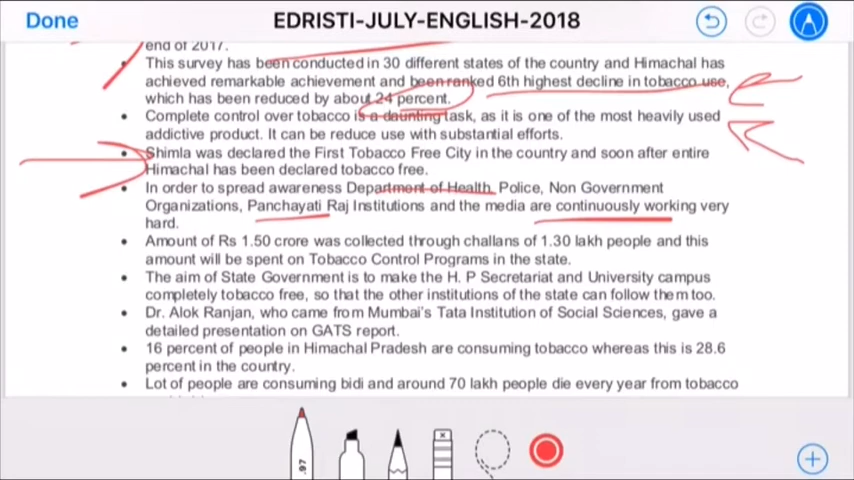 Done
EDRISTI-JULY-ENGLISH-2018
end of 2017.
• This survey has been conducted in 30 different states of the country and Himachal has
achieved remarkable achievement and been ranked 6th highest decline in tobacco use,
which has been reduced by about 24 percent.
• Complete control over tobacco is a daunting task, as it is one of the most heavily used
addictive product. It can be reduce use with substantial efforts.
• Shimla was declared the First Tobacco Free City in the country and soon after entire
Himachal has been declared tobacco free.
• In order to spread awareness Department of Health, Police, Non Government
Organizations, Panchayati Raj Institutions and the media are continuously working very
hard.
• Amount of Rs 1.50 crore was collected through challans of 1.30 lakh people and this
amount will be spent on Tobacco Control Programs in the state.
• The aim of State Government is to make the H. P Secretariat and University campus
completely tobacco free, so that the other institutions of the state can follow them too.
• Dr. Alok Ranjan, who came from Mumbai's Tata Institution of Social Sciences, gave a
detailed presentation on GATS report.
• 16 percent of people in Himachal Pradesh are consuming tobacco whereas this is 28.6
percent in the country.
• Lot of people are consuming bidi and around 70 lakh people die every year from tobacco
.97